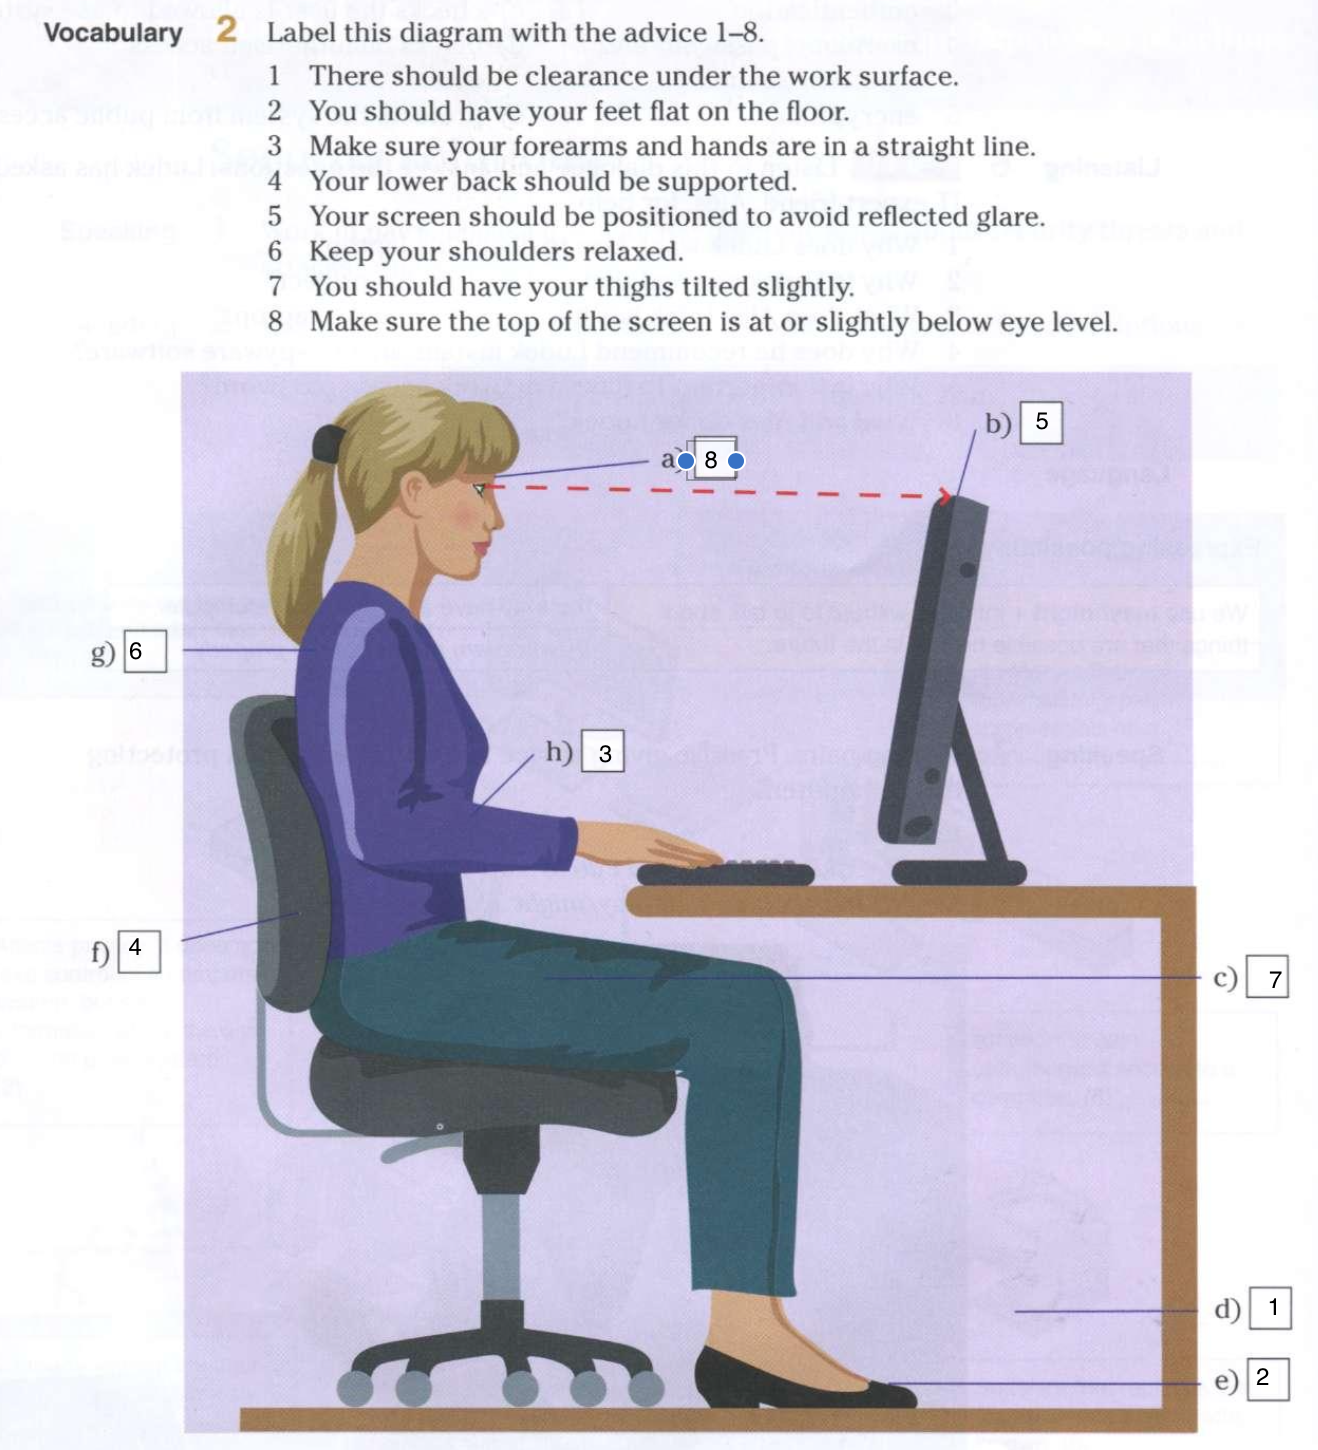 Vocabulary 2 Label this diagram with the advice 1–8.
1 There should be clearance under the work surface.
2 You should have your feet flat on the floor.
3 Make sure your forearms and hands are in a straight line.
4 Your lower back should be supported.
5 Your screen should be positioned to avoid reflected glare.
6 Keep your shoulders relaxed.
7 You should have your thighs tilted slightly.
8 Make sure the top of the screen is at or slightly below eye level.
b) 5
a) 8
g) 6
h) 3
f) 4
c) 7
d) 1
e) 2